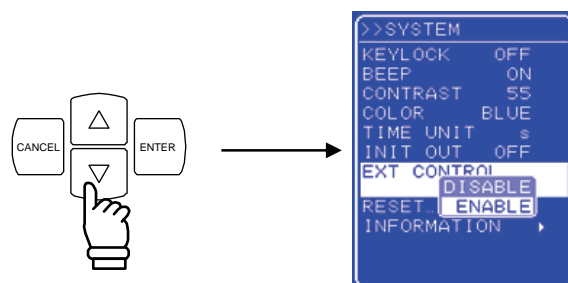 CANCEL
ENTER
>>SYSTEM
KEYLOCK OFF
BEEP ON
CONTRAST 55
COLOR BLUE
TIME UNIT s
INIT OUT OFF
EXT CONTROL
DISABLE
RESET… ENABLE
INFORMATION